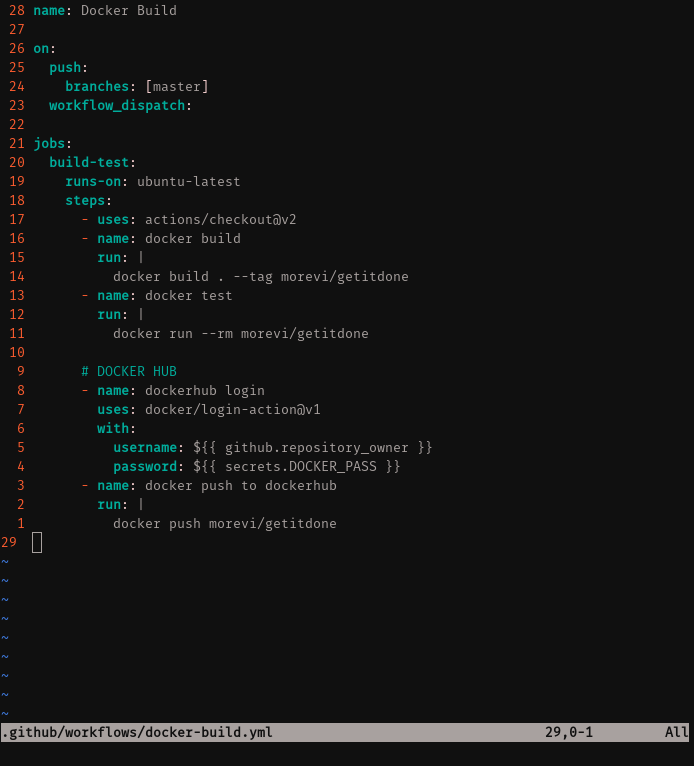 28 name: Docker Build
27
26 on:
25   push:
24     branches: [master]
23   workflow_dispatch:
22
21 jobs:
20   build-test:
19     runs-on: ubuntu-latest
18     steps:
17       - uses: actions/checkout@v2
16       - name: docker build
15         run: |
14           docker build . --tag morevi/getitdone
13       - name: docker test
12         run: |
11           docker run --rm morevi/getitdone
10
 9       # DOCKER HUB
 8       - name: dockerhub login
 7         uses: docker/login-action@v1
 6         with:
 5           username: ${{ github.repository_owner }}
 4           password: ${{ secrets.DOCKER_PASS }}
 3       - name: docker push to dockerhub
 2         run: |
 1           docker push morevi/getitdone
29
~
~
~
~
~
~
~
~
~
.github/workflows/docker-build.yml 29,0-1 All